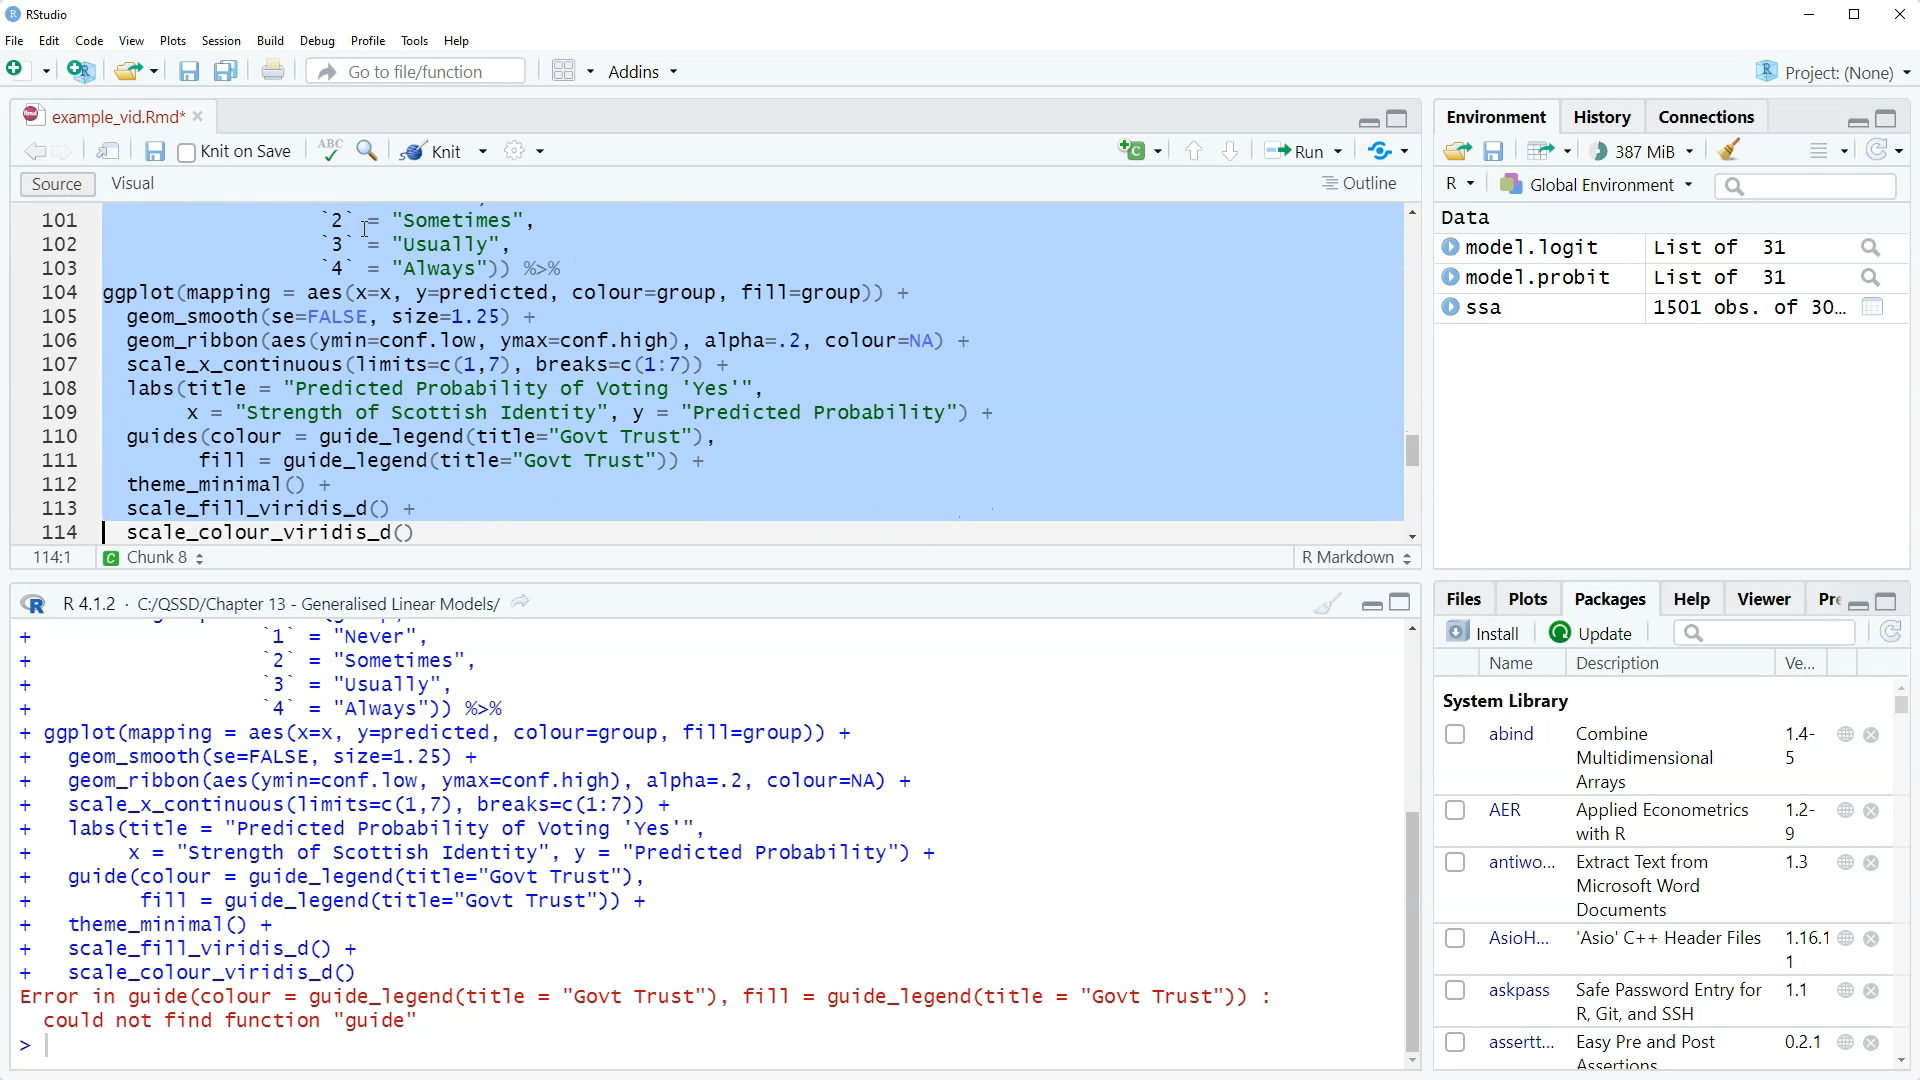 RStudio
File Edit Code View Plots Session Build Debug Profile Tools Help
Go to file/function Addins Project: (None)
example_vid.Rmd*
Knit on Save ABC Knit Run
Source Visual Outline
101 `2` = "Sometimes",
102 `3` = "Usually",
103 `4` = "Always")) %>%
104 ggplot(mapping = aes(x=x, y=predicted, colour=group, fill=group)) +
105 geom_smooth(se=FALSE, size=1.25) +
106 geom_ribbon(aes(ymin=conf.low, ymax=conf.high), alpha=.2, colour=NA) +
107 scale_x_continuous(limits=c(1,7), breaks=c(1:7)) +
108 labs(title = "Predicted Probability of Voting 'Yes'",
109 x = "Strength of Scottish Identity", y = "Predicted Probability") +
110 guides(colour = guide_legend(title="Govt Trust"),
111 fill = guide_legend(title="Govt Trust")) +
112 theme_minimal() +
113 scale_fill_viridis_d() +
114 scale_colour_viridis_d()
114:1 C Chunk 8 R Markdown
R 4.1.2 · C:/QSSD/Chapter 13 - Generalised Linear Models/
+ `1` = "Never",
+ `2` = "Sometimes",
+ `3` = "Usually",
+ `4` = "Always")) %>%
+ ggplot(mapping = aes(x=x, y=predicted, colour=group, fill=group)) +
+ geom_smooth(se=FALSE, size=1.25) +
+ geom_ribbon(aes(ymin=conf.low, ymax=conf.high), alpha=.2, colour=NA) +
+ scale_x_continuous(limits=c(1,7), breaks=c(1:7)) +
+ labs(title = "Predicted Probability of Voting 'Yes'",
+ x = "Strength of Scottish Identity", y = "Predicted Probability") +
+ guide(colour = guide_legend(title="Govt Trust"),
+ fill = guide_legend(title="Govt Trust")) +
+ theme_minimal() +
+ scale_fill_viridis_d() +
+ scale_colour_viridis_d()
Error in guide(colour = guide_legend(title = "Govt Trust"), fill = guide_legend(title = "Govt Trust")) :
could not find function "guide"
>
Environment History Connections
387 MiB
R Global Environment
Data
model.logit List of 31
model.probit List of 31
ssa 1501 obs. of 30…
Files Plots Packages Help Viewer Pr
Install Update
Name Description Ve...
System Library
abind Combine 1.4-
Multidimensional 5
Arrays
AER Applied Econometrics 1.2-
with R 9
antiwo... Extract Text from 1.3
Microsoft Word
Documents
AsioH... 'Asio' C++ Header Files 1.16.1
1
askpass Safe Password Entry for 1.1
R, Git, and SSH
assertt... Easy Pre and Post 0.2.1
Assertions